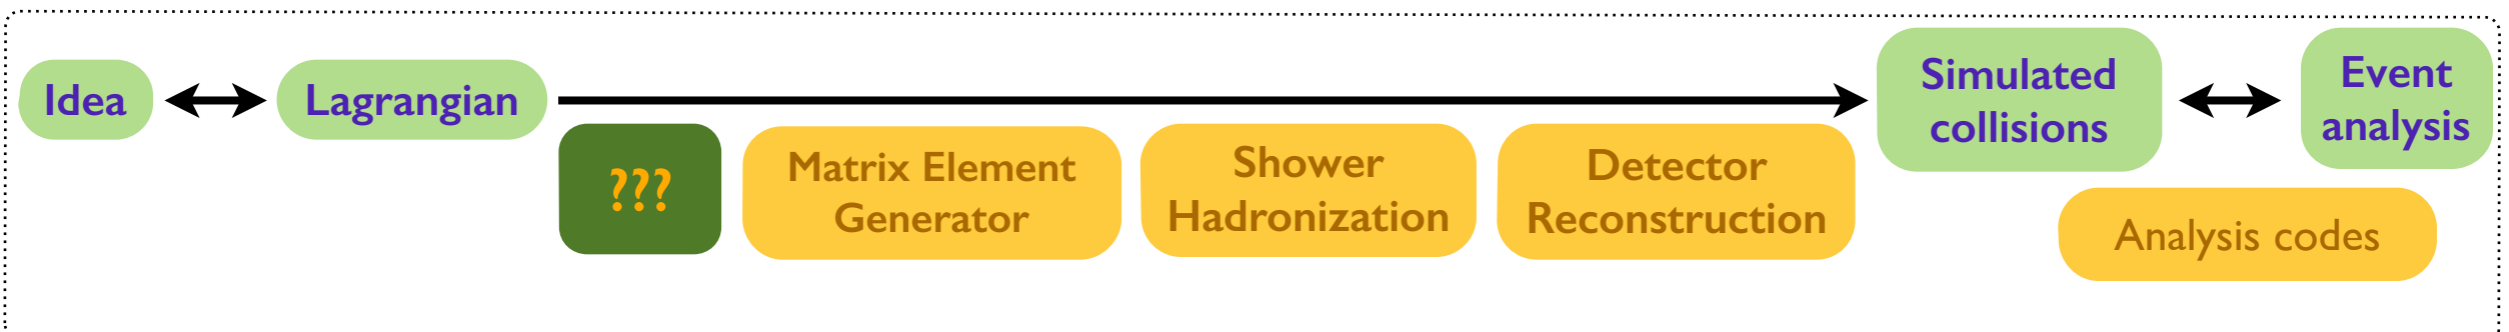 Idea
Lagrangian
???
Matrix Element
Generator
Shower
Hadronization
Detector
Reconstruction
Simulated
collisions
Event
analysis
Analysis codes